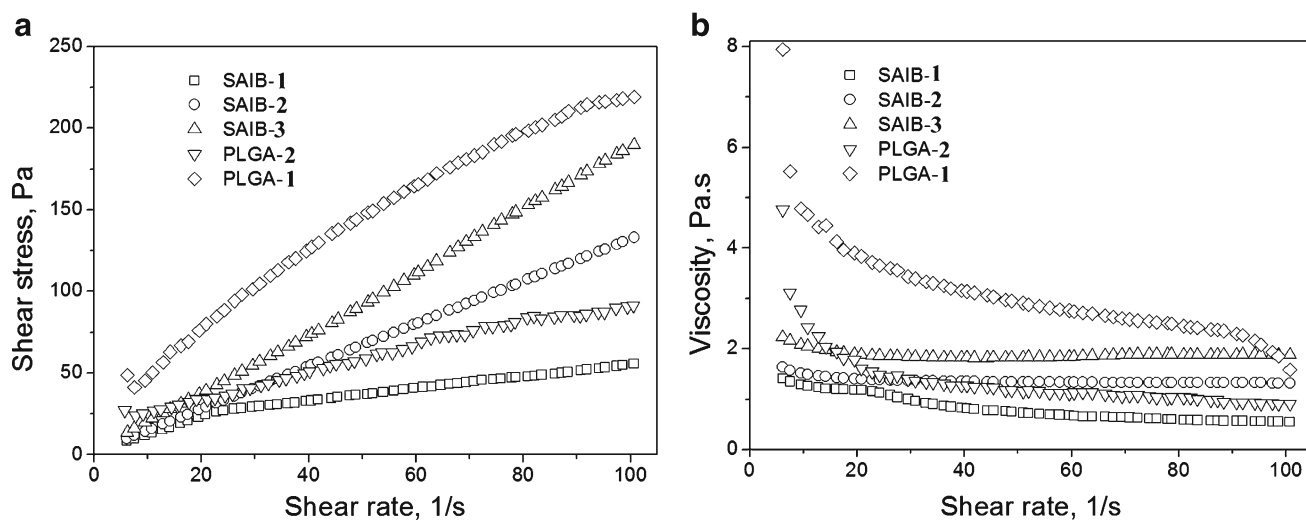 a
250
200
150
100
50
0
Shear stress, Pa
SAIB-1
SAIB-2
SAIB-3
PLGA-2
PLGA-1
0 20 40 60 80 100
Shear rate, 1/s
b
8
6
4
2
0
Viscosity, Pa.s
SAIB-1
SAIB-2
SAIB-3
PLGA-2
PLGA-1
0 20 40 60 80 100
Shear rate, 1/s